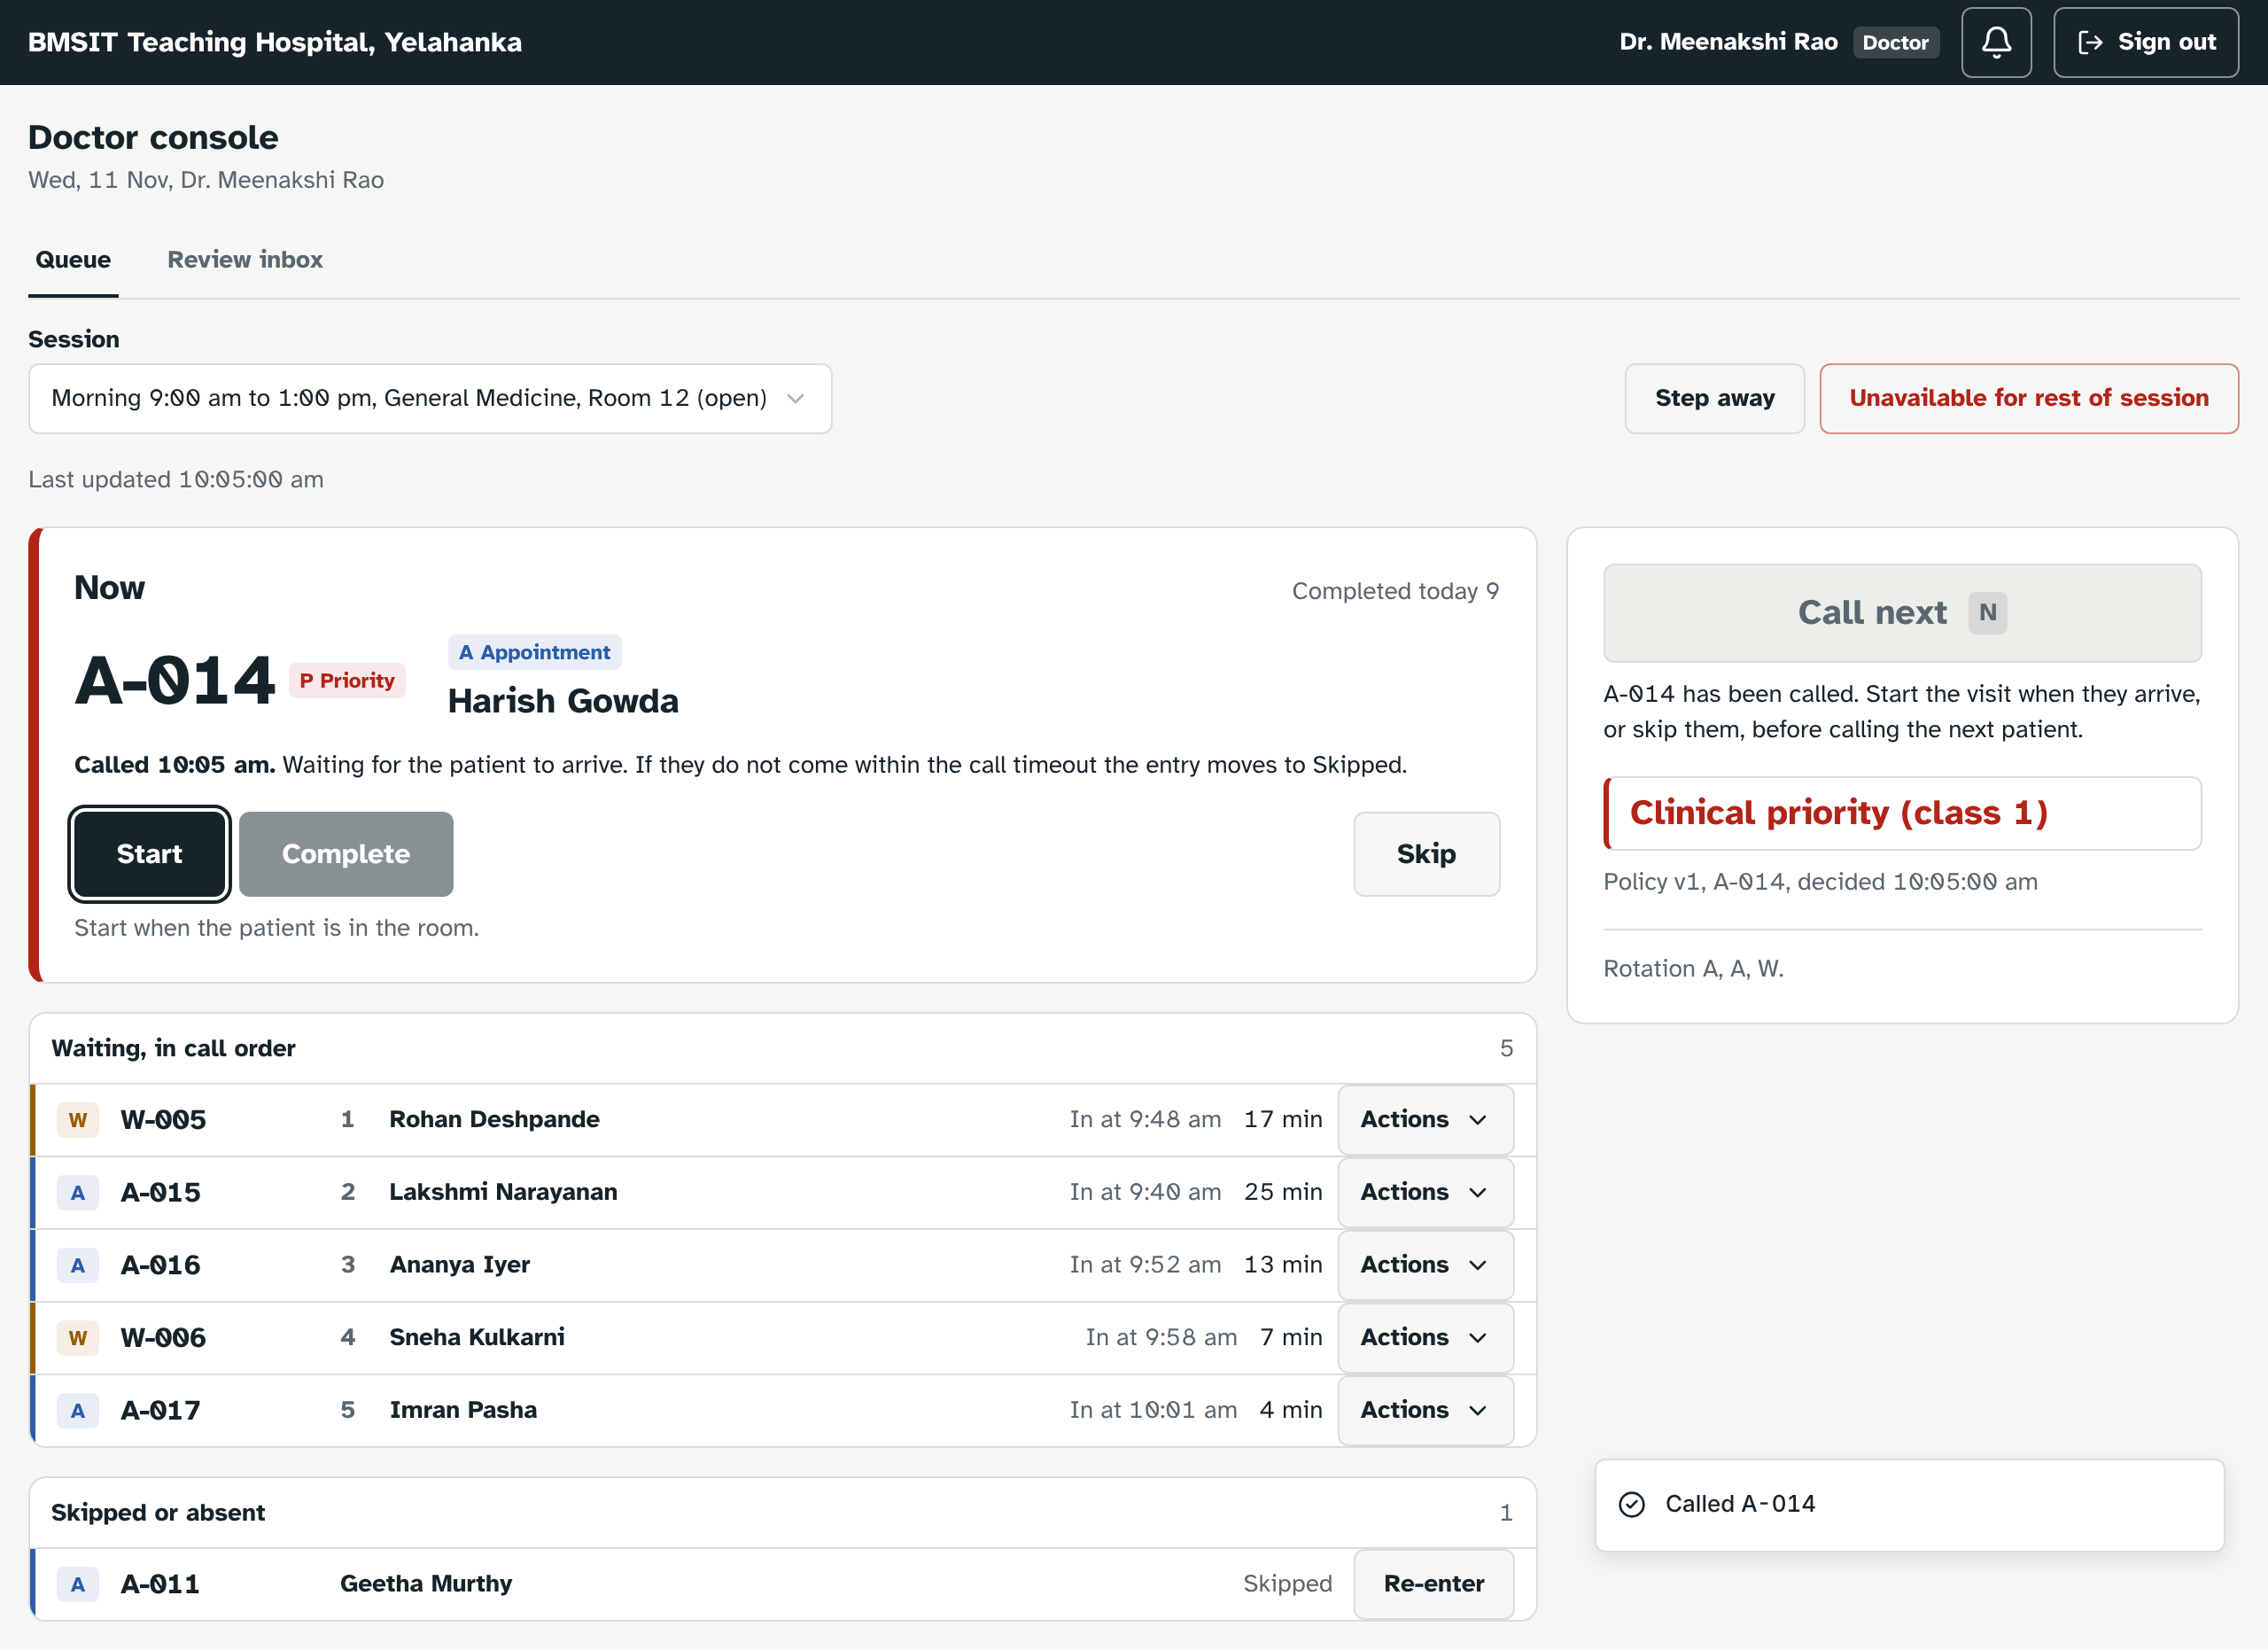 BMSIT Teaching Hospital, Yelahanka
Dr. Meenakshi Rao Doctor
Sign out
Doctor console
Wed, 11 Nov, Dr. Meenakshi Rao
Queue
Review inbox
Session
Morning 9:00 am to 1:00 pm, General Medicine, Room 12 (open)
Step away
Unavailable for rest of session
Last updated 10:05:00 am
Now
Completed today 9
A-014 P Priority
A Appointment
Harish Gowda
Called 10:05 am. Waiting for the patient to arrive. If they do not come within the call timeout the entry moves to Skipped.
Start
Complete
Skip
Start when the patient is in the room.
Call next N
A-014 has been called. Start the visit when they arrive,
or skip them, before calling the next patient.
Clinical priority (class 1)
Policy v1, A-014, decided 10:05:00 am
Rotation A, A, W.
Waiting, in call order 5
W W-005 1 Rohan Deshpande In at 9:48 am 17 min Actions
A A-015 2 Lakshmi Narayanan In at 9:40 am 25 min Actions
A A-016 3 Ananya Iyer In at 9:52 am 13 min Actions
W W-006 4 Sneha Kulkarni In at 9:58 am 7 min Actions
A A-017 5 Imran Pasha In at 10:01 am 4 min Actions
Skipped or absent 1
A A-011 Geetha Murthy Skipped Re-enter
Called A-014